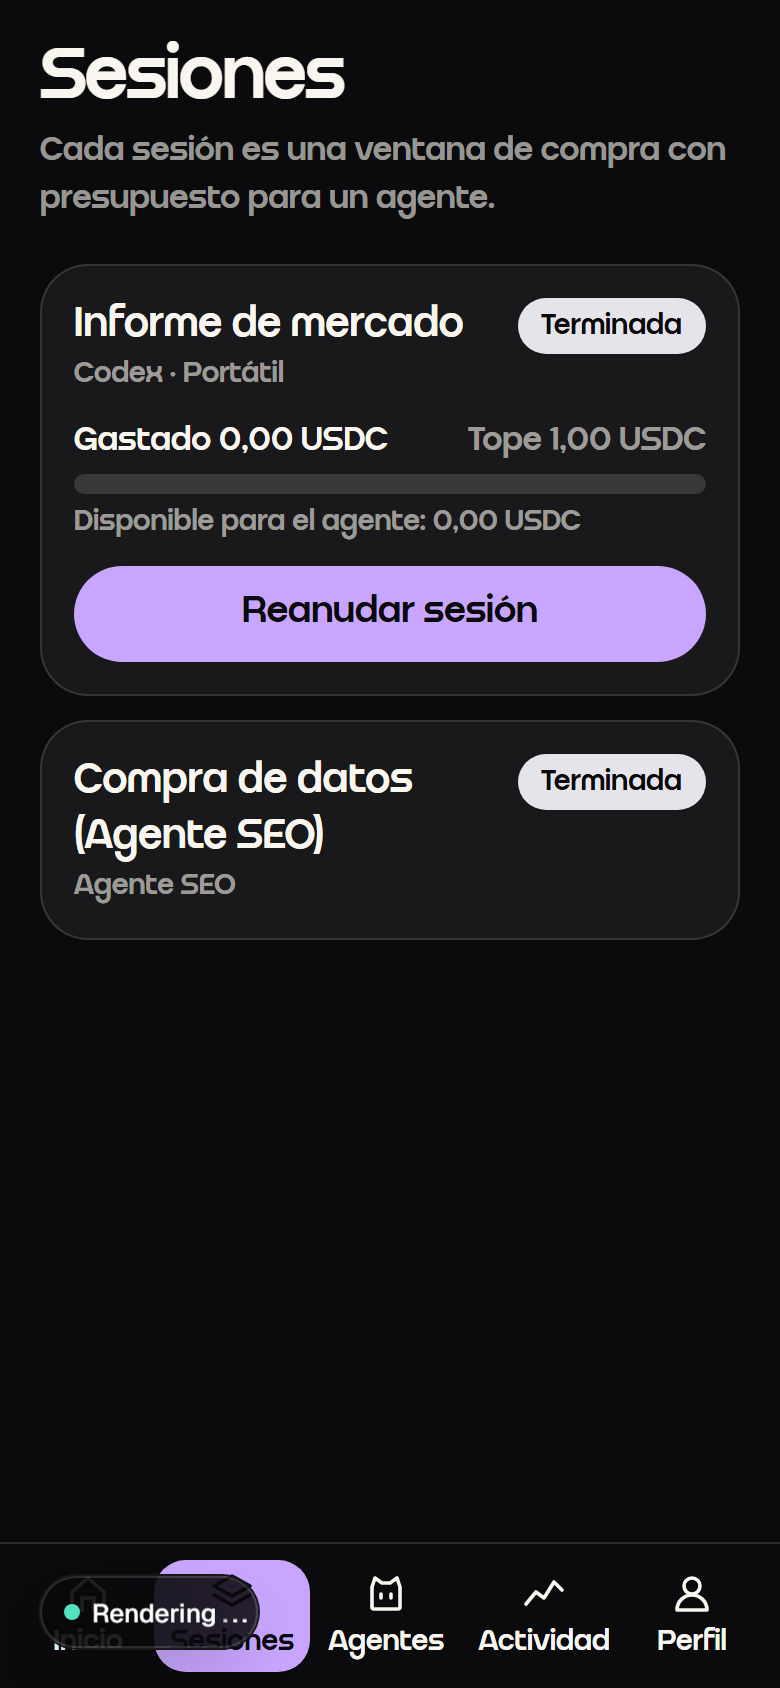 Sesiones
Cada sesión es una ventana de compra con
presupuesto para un agente.
Informe de mercado
Terminada
Codex · Portátil
Gastado 0,00 USDC
Tope 1,00 USDC
Disponible para el agente: 0,00 USDC
Reanudar sesión
Compra de datos
(Agente SEO)
Terminada
Agente SEO
Rendering ...
Inicio
Sesiones
Agentes
Actividad
Perfil